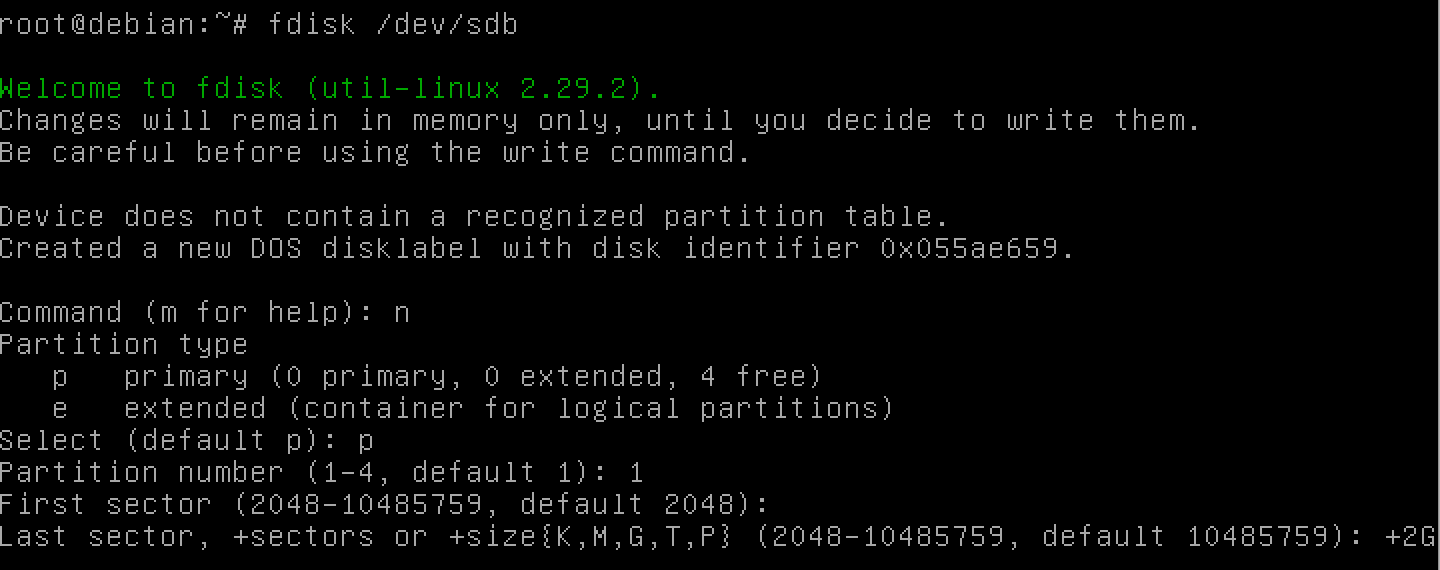 root@debian:~# fdisk /dev/sdb
Welcome to fdisk (util-linux 2.29.2).
Changes will remain in memory only, until you decide to write them.
Be careful before using the write command.
Device does not contain a recognized partition table.
Created a new DOS disklabel with disk identifier 0x055ae659.
Command (m for help): n
Partition type
   p   primary (0 primary, 0 extended, 4 free)
   e   extended (container for logical partitions)
Select (default p): p
Partition number (1-4, default 1): 1
First sector (2048-10485759, default 2048):
Last sector, +sectors or +size{K,M,G,T,P} (2048-10485759, default 10485759): +2G